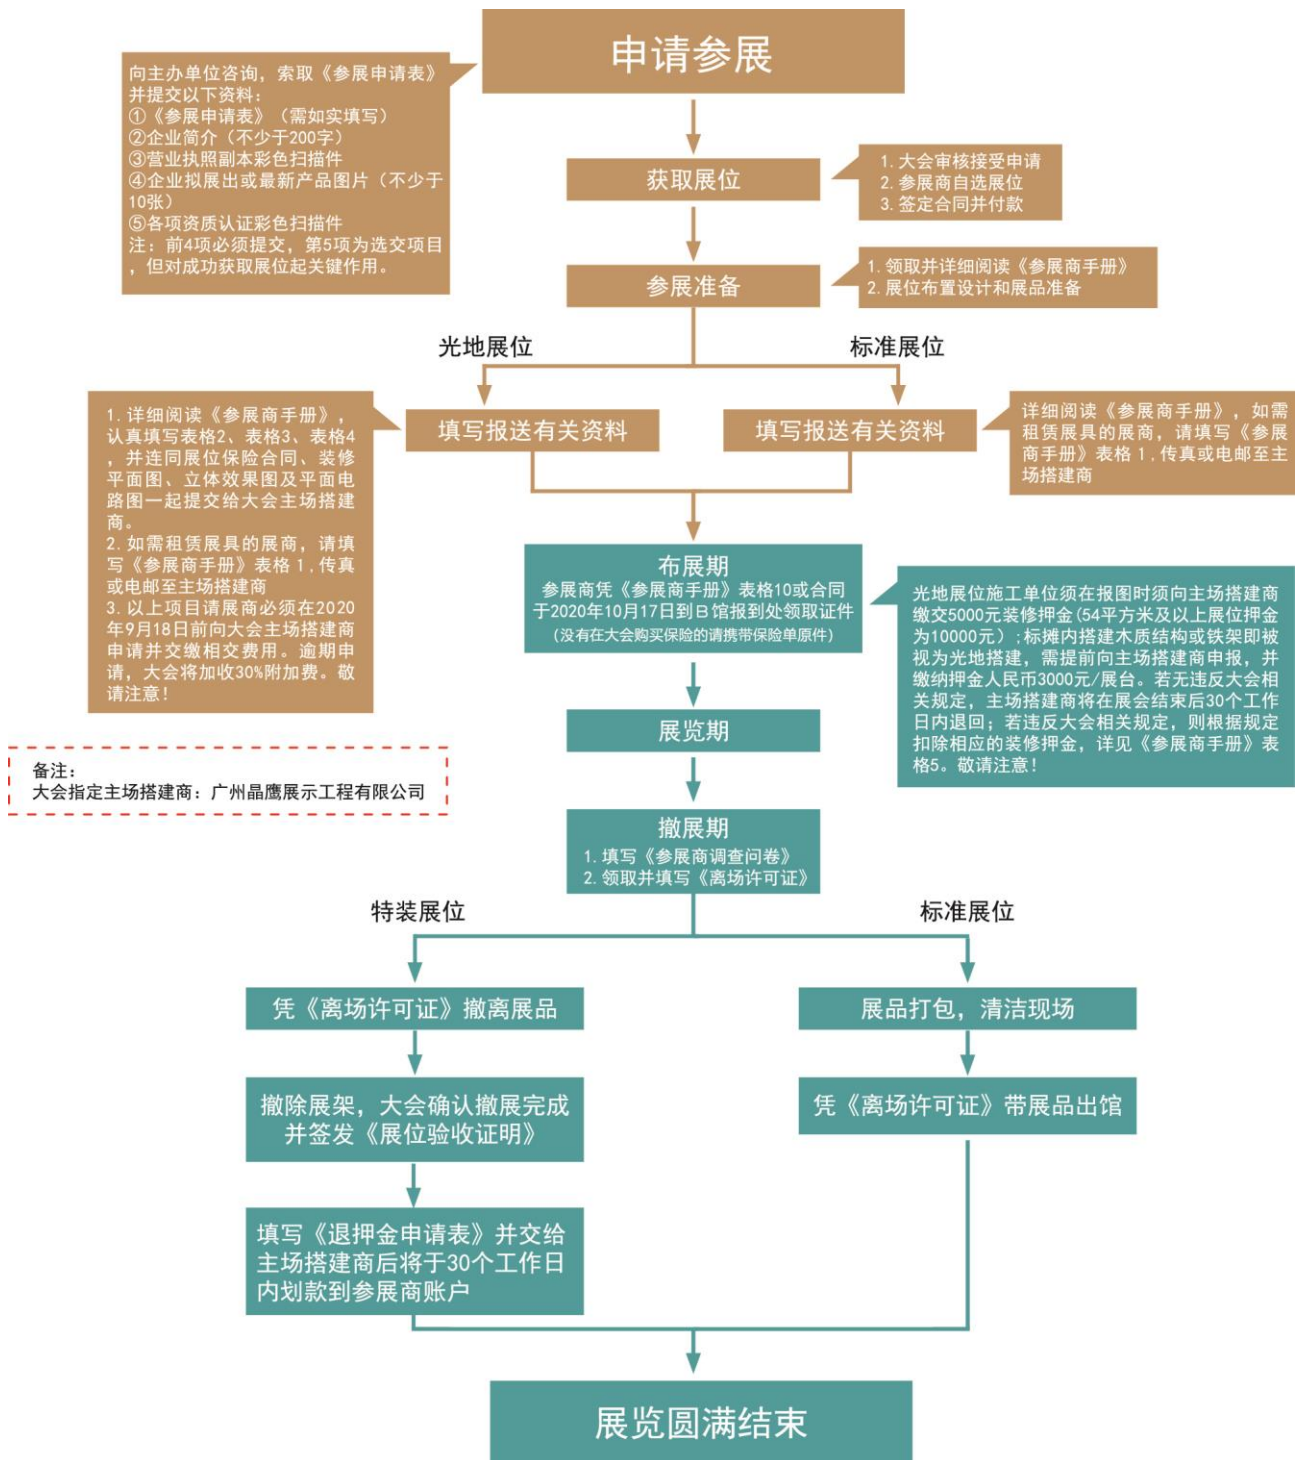 申请参展
向主办单位咨询，索取《参展申请表》
并提交以下资料：
①《参展申请表》（需如实填写）
②企业简介（不少于200字）
③营业执照副本彩色扫描件
④企业拟展出或最新产品图片（不少于
10张）
⑤各项资质认证彩色扫描件
注：前4项必须提交，第5项为选交项目
，但对成功获取展位起关键作用。
获取展位
1. 大会审核接受申请
2. 参展商自选展位
3. 签定合同并付款
参展准备
1. 领取并详细阅读《参展商手册》
2. 展位布置设计和展品准备
光地展位
标准展位
1. 详细阅读《参展商手册》，
认真填写表格2、表格3、表格4
，并连同展位保险合同、装修
平面图、立体效果图及平面电
路图一起提交给大会主场搭建
商。
2. 如需租赁展具的展商，请填
写《参展商手册》表格 1，传真
或电邮至主场搭建商
3. 以上项目请展商必须在2020
年9月18日前向大会主场搭建商
申请并交缴相交费用。逾期申
请，大会将加收30%附加费。敬
请注意！
填写报送有关资料
填写报送有关资料
详细阅读《参展商手册》，如需
租赁展具的展商，请填写《参展
商手册》表格 1，传真或电邮至主
场搭建商
布展期
参展商凭《参展商手册》表格10或合同
于2020年10月17日到B馆报到处领取证件
（没有在大会购买保险的请携带保险单原件）
光地展位施工单位须在报图时须向主场搭建商
缴交5000元装修押金(54平方米及以上展位押金
为10000元）；标摊内搭建木质结构或铁架即被
视为光地搭建，需提前向主场搭建商申报，并
缴纳押金人民币3000元/展台。若无违反大会
相关规定，主场搭建商将在展会结束后30个工作
日内退回；若违反大会相关规定，则根据规定
扣除相应的装修押金，详见《参展商手册》表
格5。敬请注意！
展览期
备注：
大会指定主场搭建商：广州晶鹰展示工程有限公司
撤展期
1. 填写《参展商调查问卷》
2. 领取并填写《离场许可证》
特装展位
标准展位
凭《离场许可证》撤离展品
展品打包，清洁现场
撤除展架，大会确认撤展完成
并签发《展位验收证明》
凭《离场许可证》带展品出馆
填写《退押金申请表》并交给
主场搭建商后将于30个工作日
内划款到参展商账户
展览圆满结束